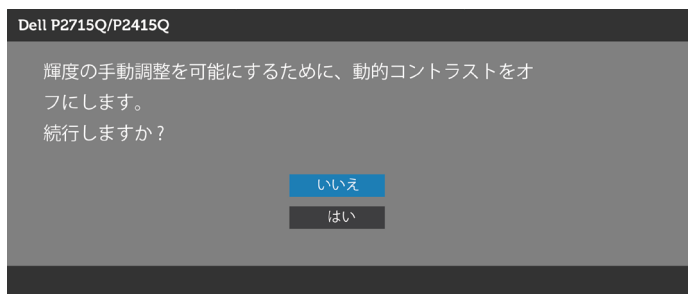 Dell P2715Q/P2415Q
輝度の手動調整を可能にするために、動的コントラストをオ
フにします。
続行しますか?
いいえ
はい